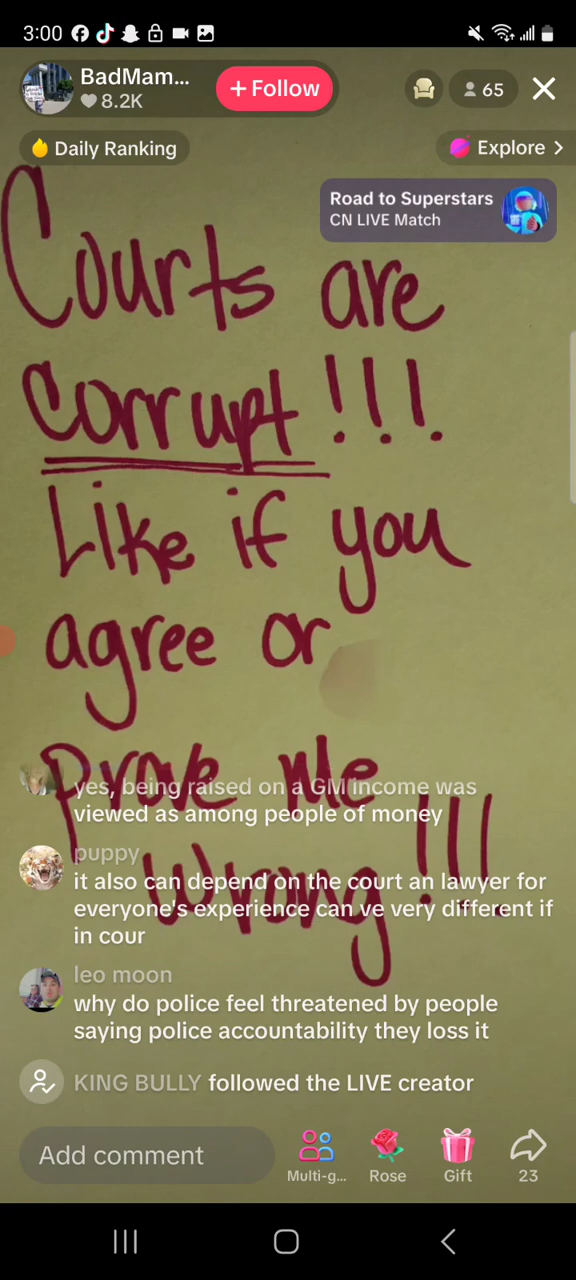 3:00
BadMam...
8.2K
+ Follow
65
Daily Ranking
Explore >
Road to Superstars
CN LIVE Match
Courts are
corrupt!!!
Like if you
agree or
prove me
wrong!!!
yes, being raised on a GM income was
viewed as among people of money
puppy
it also can depend on the court an lawyer for
everyone's experience can ve very different if
in cour
leo moon
why do police feel threatened by people
saying police accountability they loss it
KING BULLY followed the LIVE creator
Add comment
Multi-g...
Rose
Gift
23